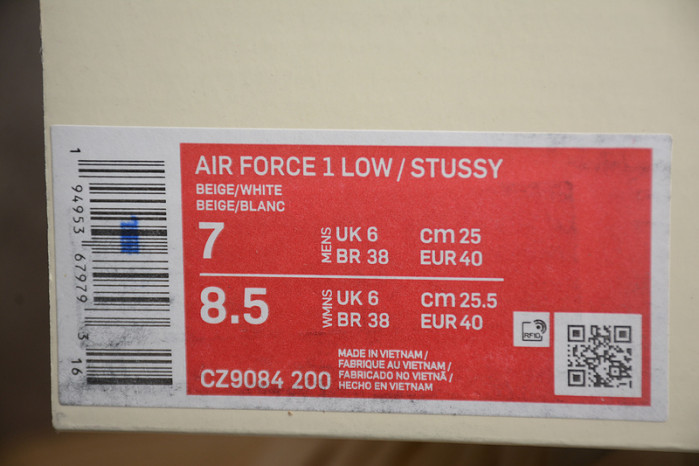 AIR FORCE 1 LOW / STUSSY
BEIGE/WHITE
BEIGE/BLANC
7 MENS UK 6 cm 25
BR 38 EUR 40
8.5 WMNS UK 6 cm 25.5
BR 38 EUR 40
CZ9084 200
MADE IN VIETNAM /
FABRIQUE AU VIETNAM /
FABRICADO NO VIETNÃ /
HECHO EN VIETNAM
RFID
1 94953 67979 3 16